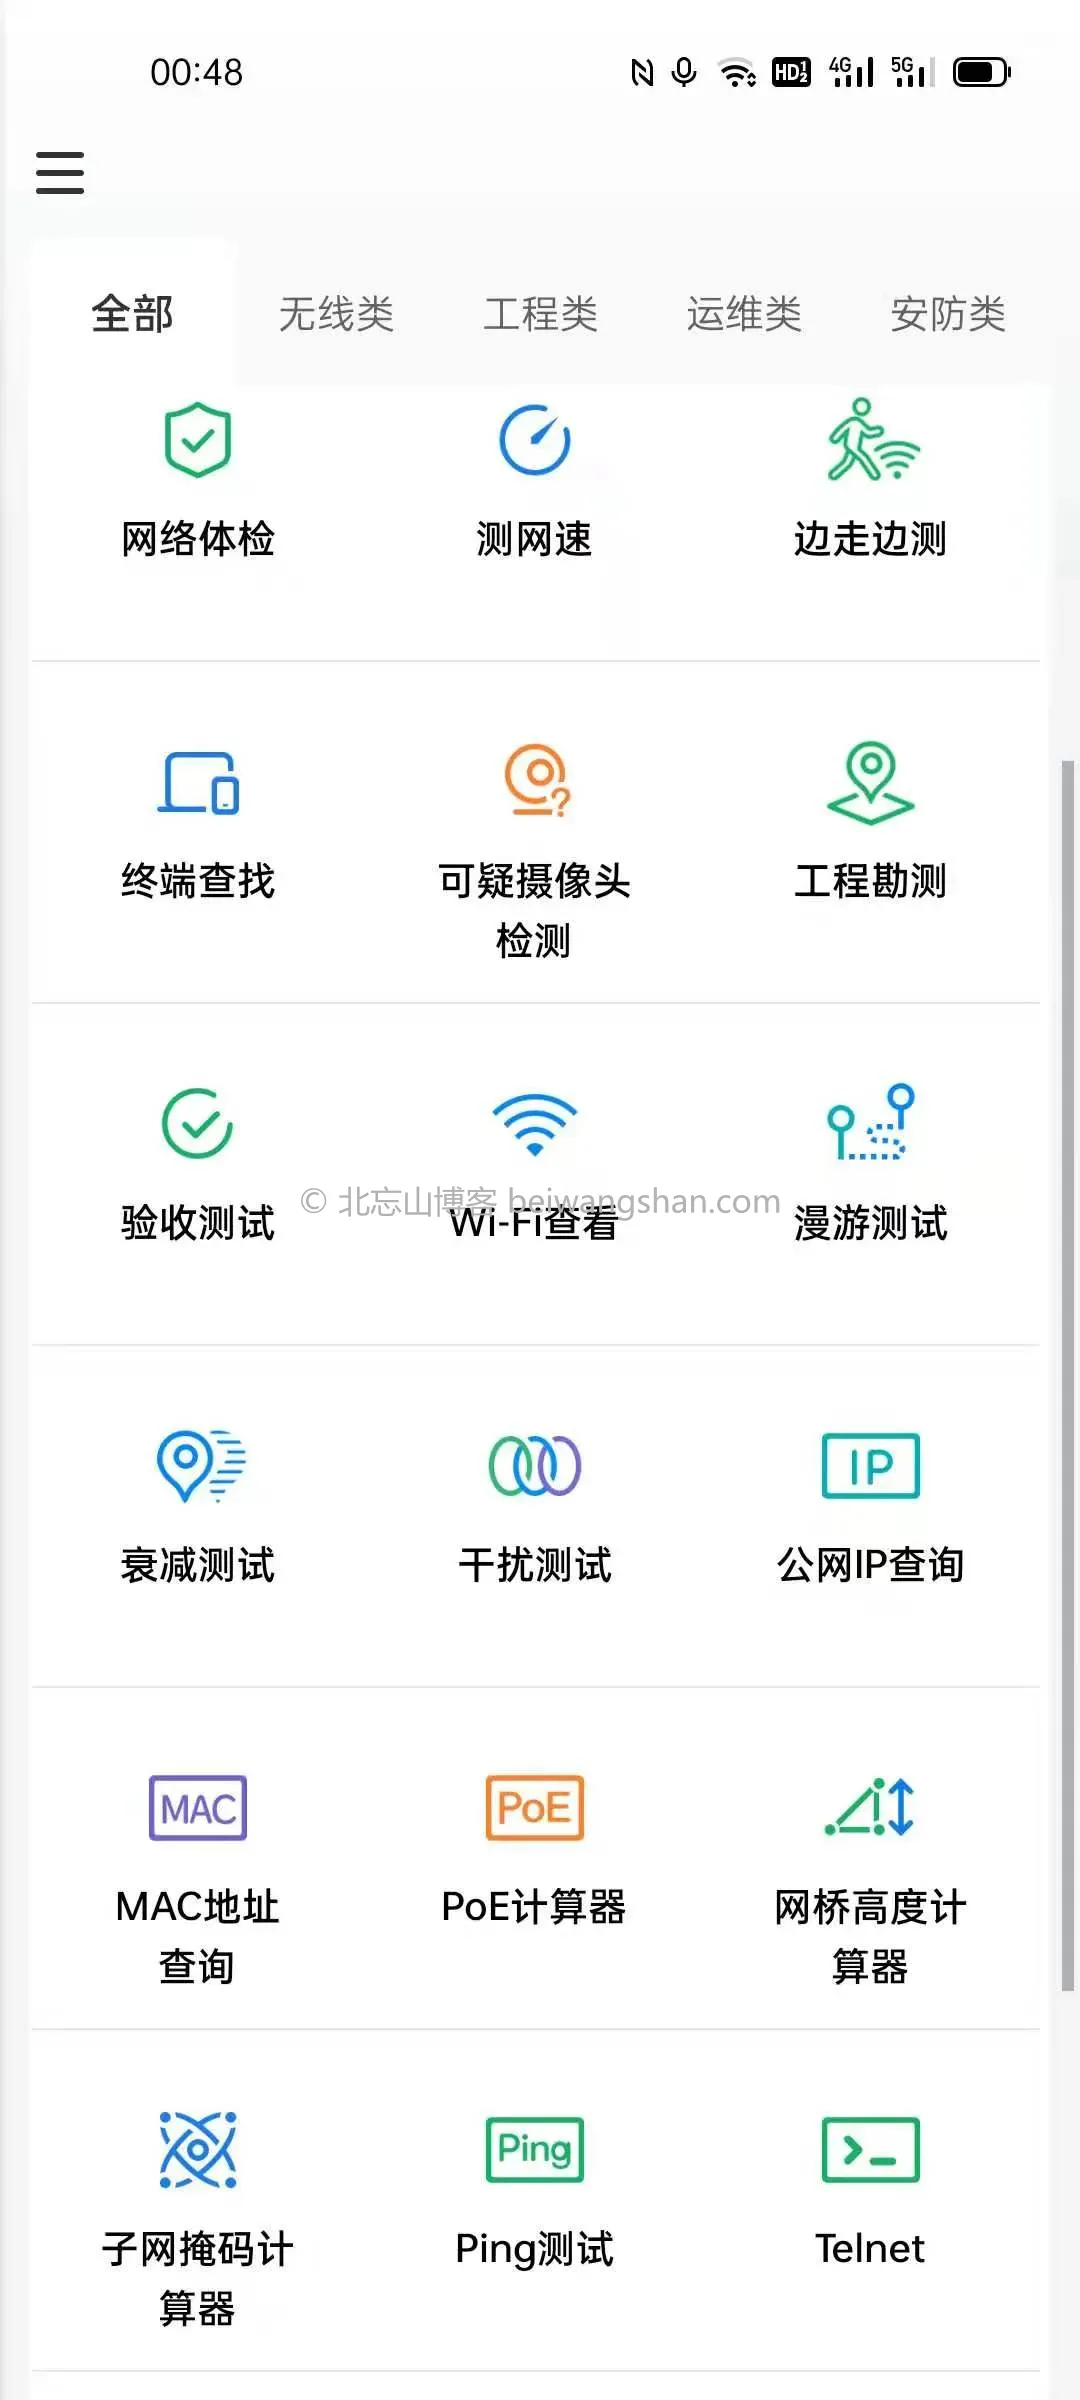 00:48
HD 1 2 4G 5G
全部 无线类 工程类 运维类 安防类
网络体检 测网速 边走边测
终端查找 可疑摄像头 工程勘测
检测
© 北忘山博客 beiwangshan.com
验收测试 Wi-Fi查看 漫游测试
IP
衰减测试 干扰测试 公网IP查询
MAC PoE
MAC地址 PoE计算器 网桥高度计
查询 算器
Ping
子网掩码计 Ping测试 Telnet
算器